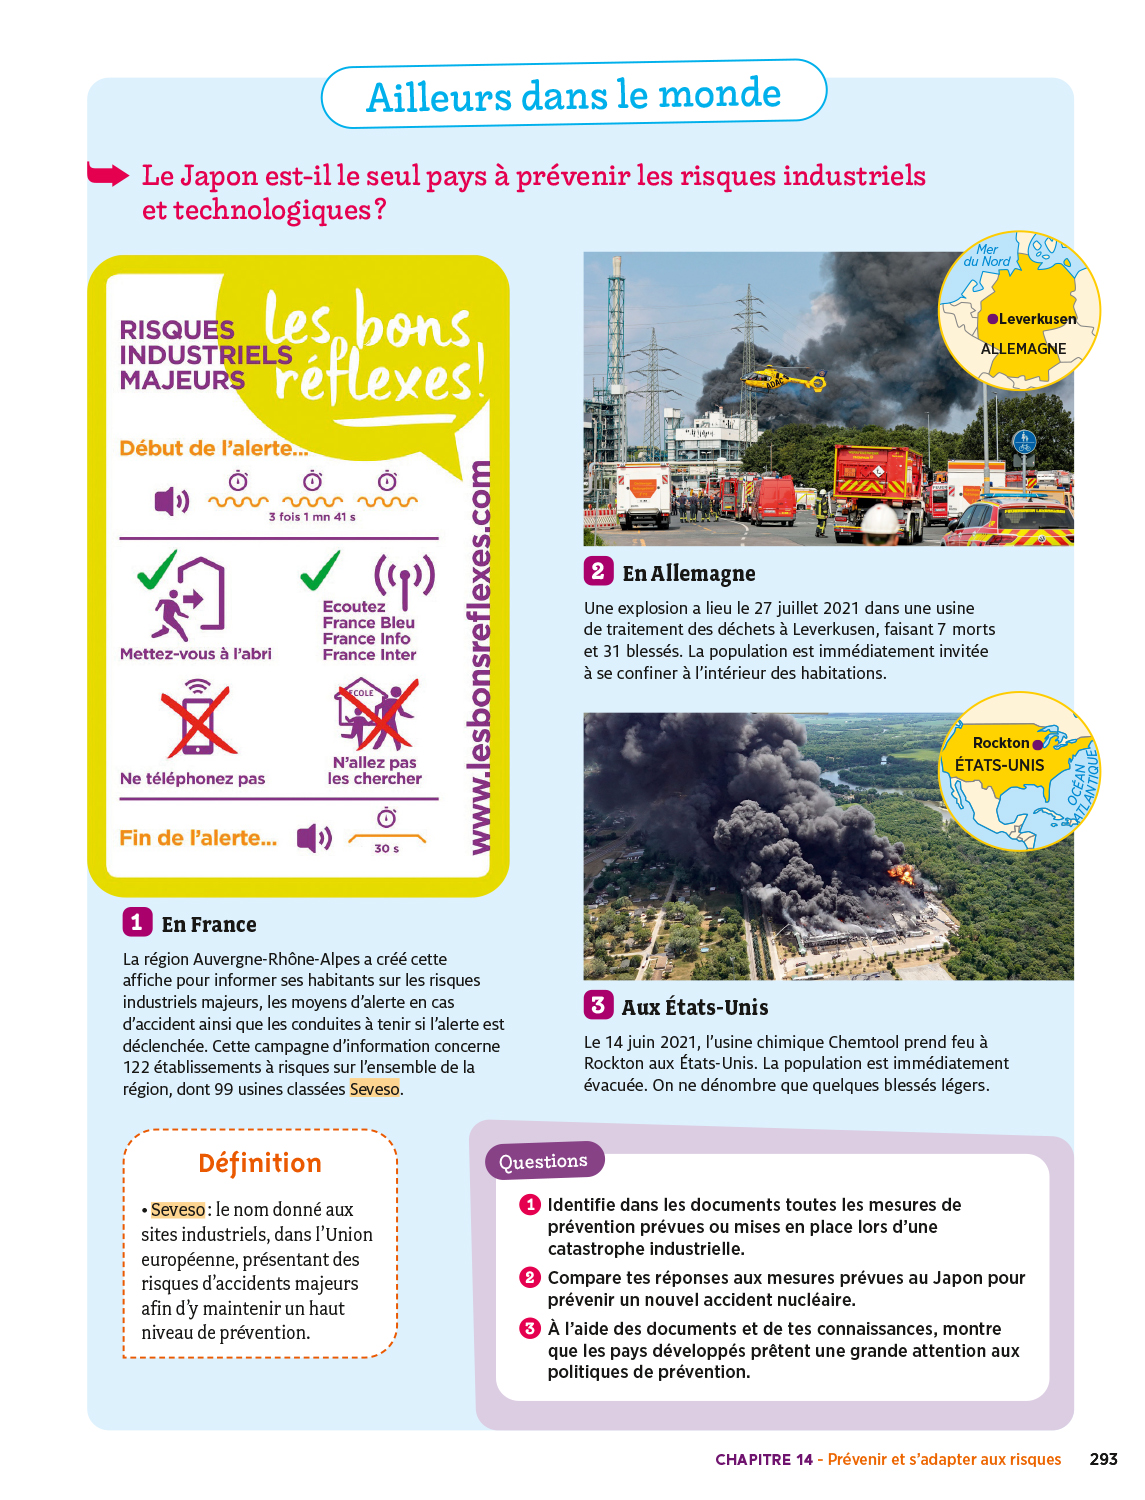 Ailleurs dans le monde
Le Japon est-il le seul pays à prévenir les risques industriels
et technologiques ?
RISQUES
INDUSTRIELS
MAJEURS
les bons
réflexes!
Début de l'alerte...
3 fois 1 mn 41 s
Mettez-vous à l'abri
Ecoutez
France Bleu
France Info
France Inter
Ne téléphonez pas
ECOLE
N'allez pas
les chercher
Fin de l'alerte...
30 s
www.lesbonsreflexes.com
1 En France
La région Auvergne-Rhône-Alpes a créé cette
affiche pour informer ses habitants sur les risques
industriels majeurs, les moyens d'alerte en cas
d'accident ainsi que les conduites à tenir si l'alerte est
déclenchée. Cette campagne d'information concerne
122 établissements à risques sur l'ensemble de la
région, dont 99 usines classées Seveso.
Définition
• Seveso : le nom donné aux
sites industriels, dans l'Union
européenne, présentant des
risques d'accidents majeurs
afin d'y maintenir un haut
niveau de prévention.
Mer
du Nord
Leverkusen
ALLEMAGNE
ADAC
2 En Allemagne
Une explosion a lieu le 27 juillet 2021 dans une usine
de traitement des déchets à Leverkusen, faisant 7 morts
et 31 blessés. La population est immédiatement invitée
à se confiner à l'intérieur des habitations.
Rockton
ÉTATS-UNIS
OCÉAN
ATLANTIQUE
3 Aux États-Unis
Le 14 juin 2021, l'usine chimique Chemtool prend feu à
Rockton aux États-Unis. La population est immédiatement
évacuée. On ne dénombre que quelques blessés légers.
Questions
1 Identifie dans les documents toutes les mesures de
prévention prévues ou mises en place lors d'une
catastrophe industrielle.
2 Compare tes réponses aux mesures prévues au Japon pour
prévenir un nouvel accident nucléaire.
3 À l'aide des documents et de tes connaissances, montre
que les pays développés prêtent une grande attention aux
politiques de prévention.
CHAPITRE 14 - Prévenir et s'adapter aux risques 293